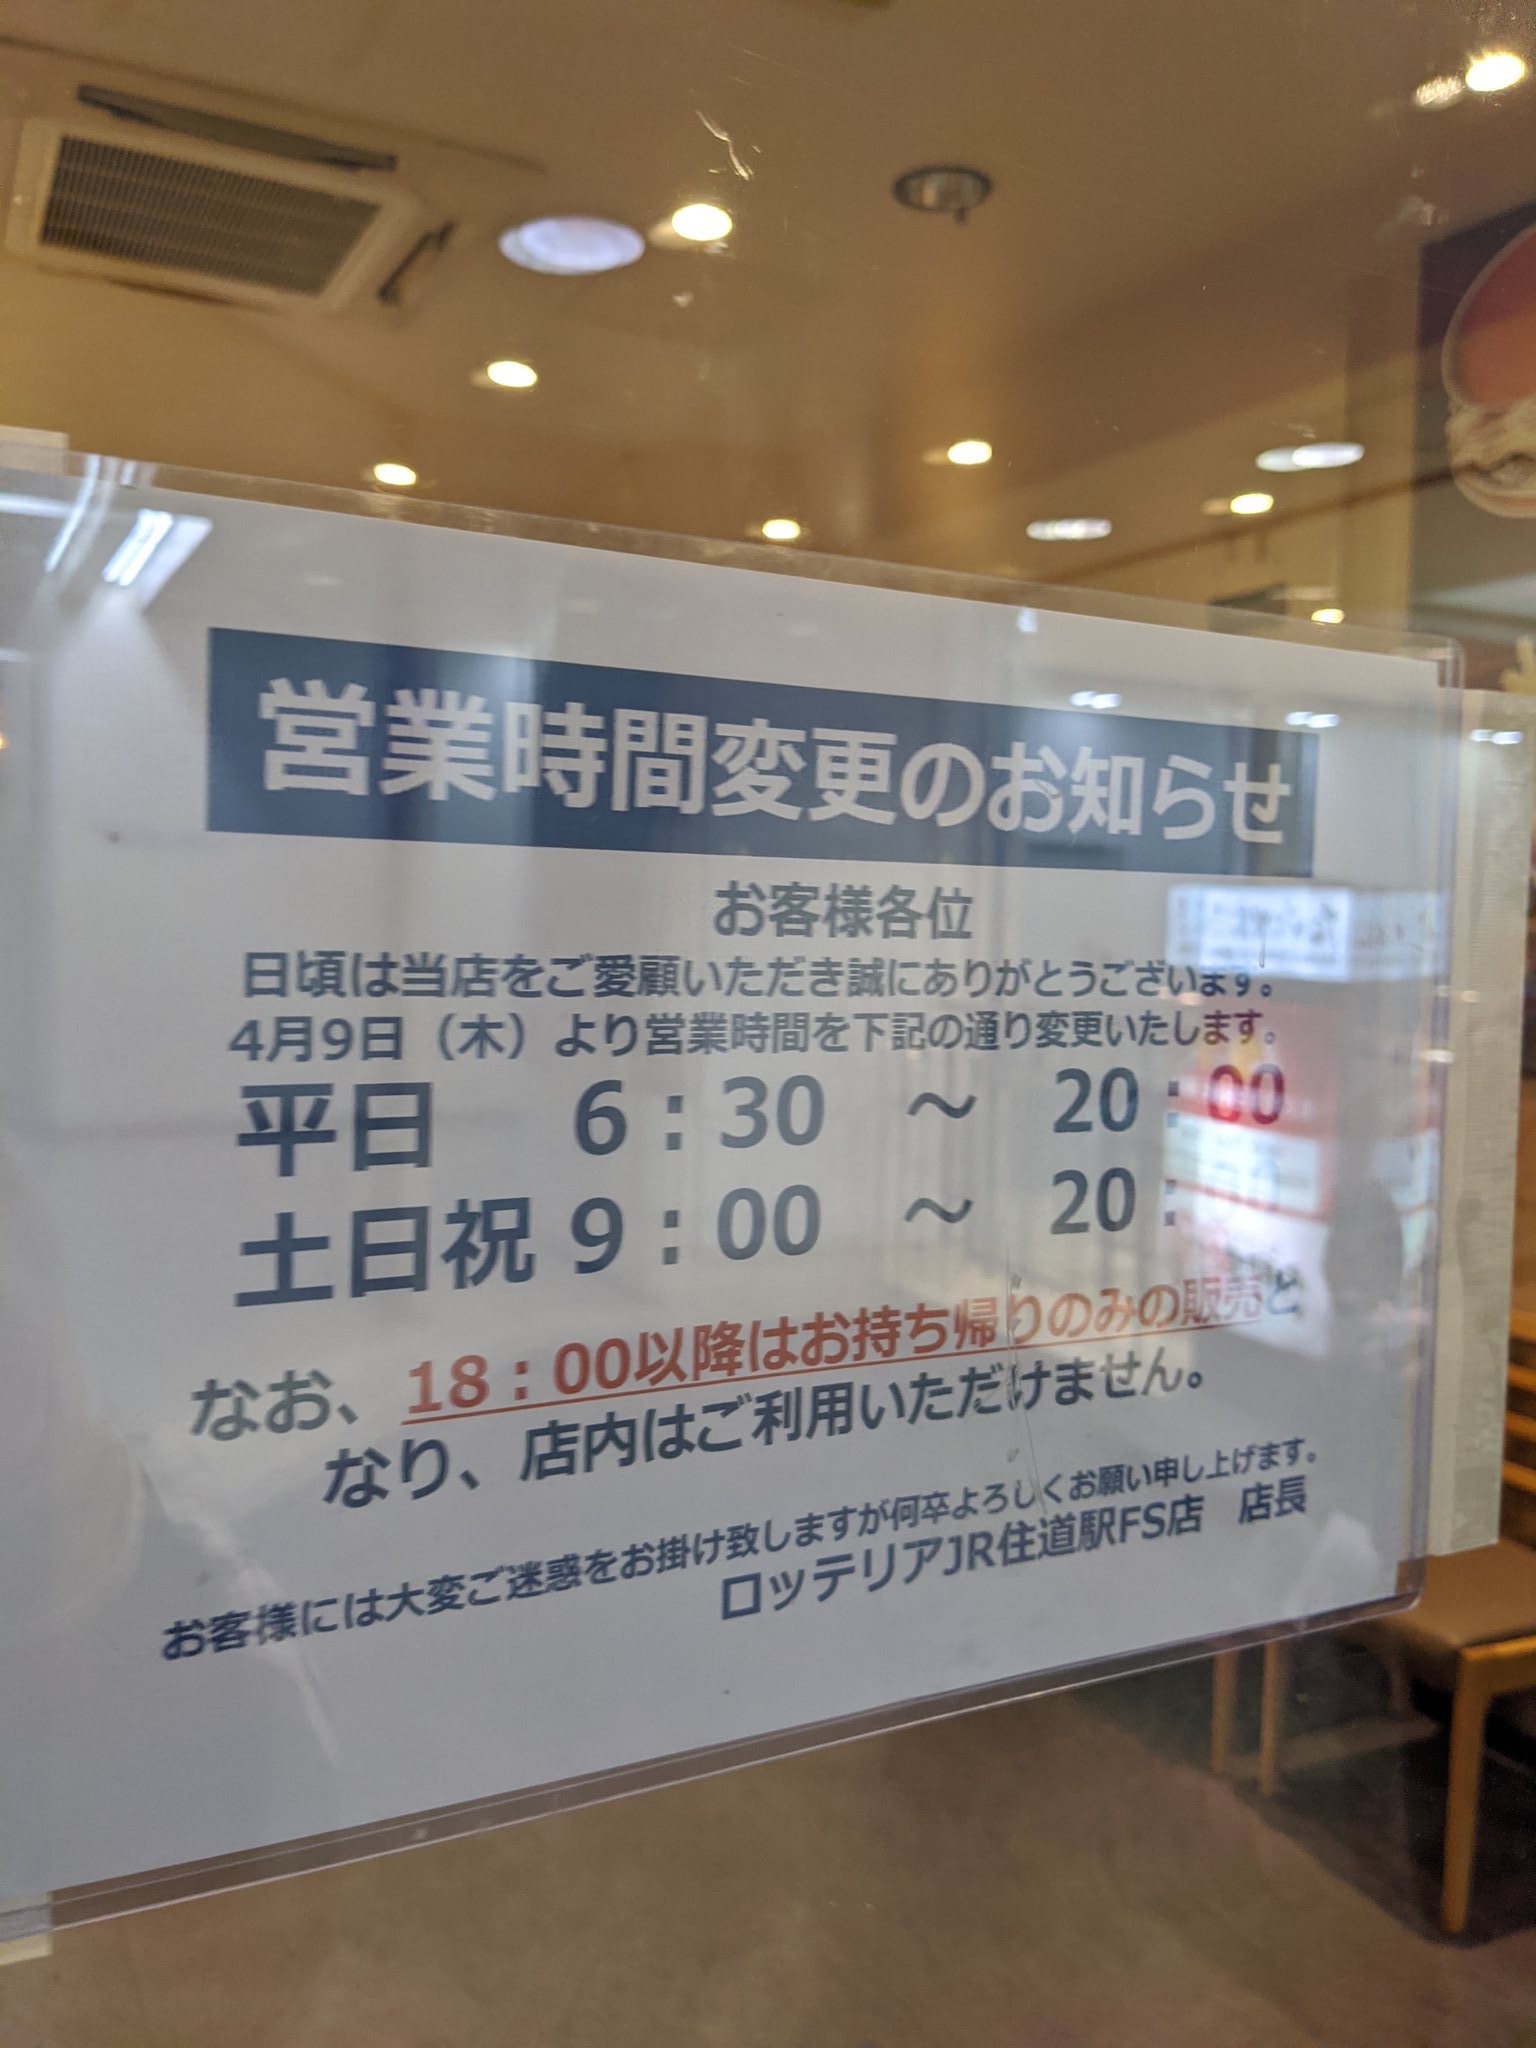 営業時間変更のお知らせ
お客様各位
日頃は当店をご愛顧いただき誠にありがとうございます。
4月9日（木）より営業時間を下記の通り変更いたします。
平日 6：30 ～ 20：00
土日祝 9：00 ～ 20：
なお、18：00以降はお持ち帰りのみの販売と
なり、店内はご利用いただけません。
お客様には大変ご迷惑をお掛け致しますが何卒よろしくお願い申し上げます。
ロッテリアJR住道駅FS店 店長